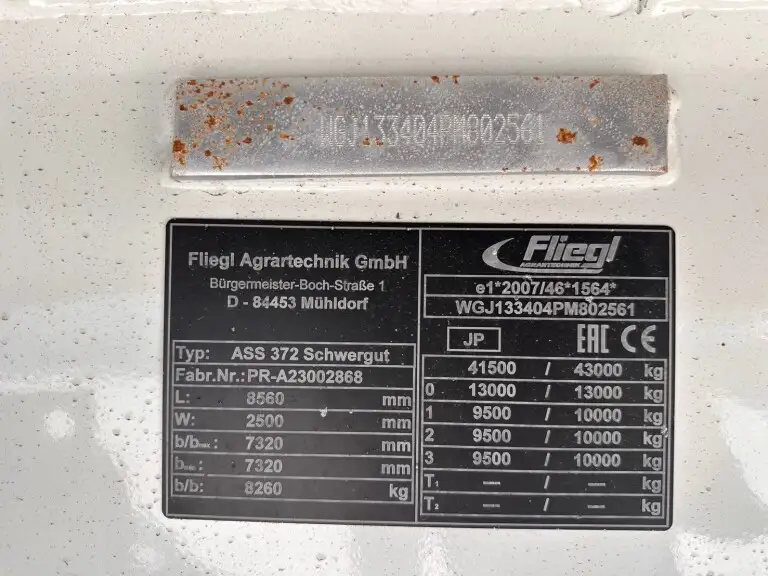 WGJ133404PM802561
Fliegl Agrartechnik GmbH
Bürgermeister-Boch-Straße 1
D - 84453 Mühldorf
Typ: ASS 372 Schwergut
Fabr.Nr.: PR-A23002868
L: 8560 mm
W: 2500 mm
b/bmax: 7320 mm
bmin: 7320 mm
b/b: 8260 kg
Fliegl
AGRARTECHNIK
e1*2007/46*1564*
WGJ133404PM802561
JP EAC CE
41500 / 43000 kg
0 13000 / 13000 kg
1 9500 / 10000 kg
2 9500 / 10000 kg
3 9500 / 10000 kg
T1 — / — kg
T2 — / — kg